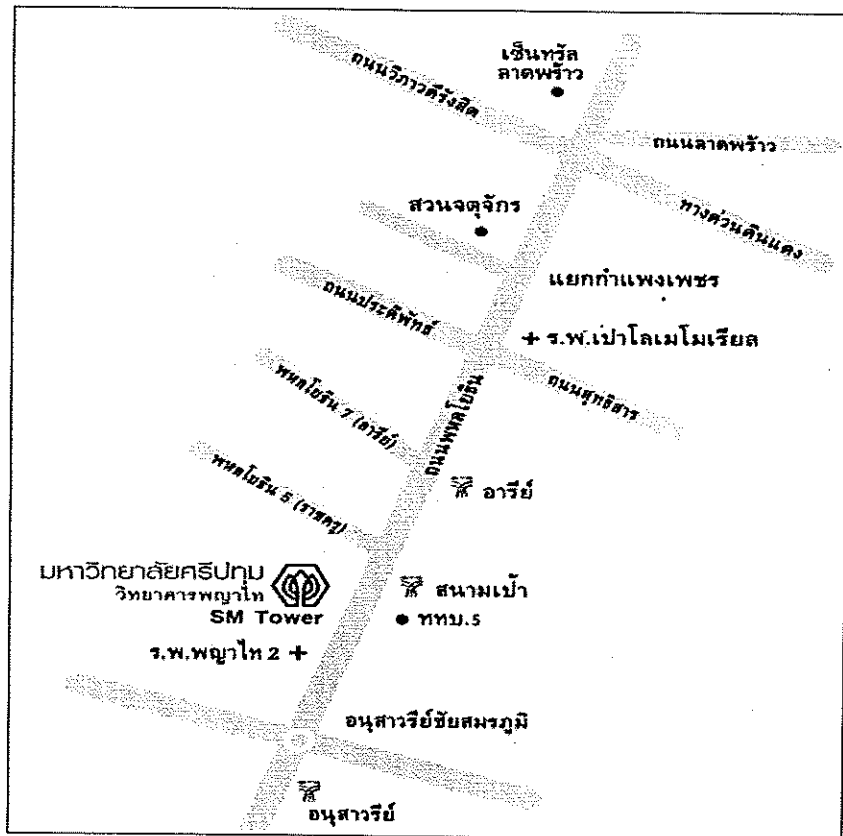 เซ็นทรัล
ลาดพร้าว
ถนนวิภาวดีรังสิต
ถนนลาดพร้าว
ทางด่วนดินแดง
สวนจตุจักร
แยกกำแพงเพชร
ถนนประดิพัทธ์
ร.พ.เปาโลเมโมเรียล
ถนนสุทธิสาร
พหลโยธิน 7 (อารีย์)
ถนนพหลโยธิน
อารีย์
พหลโยธิน 5 (ราชครู)
มหาวิทยาลัยศรีปทุม
วิทยาคารพญาไท
SM Tower
สนามเป้า
ททบ.5
ร.พ.พญาไท 2
อนุสาวรีย์ชัยสมรภูมิ
อนุสาวรีย์